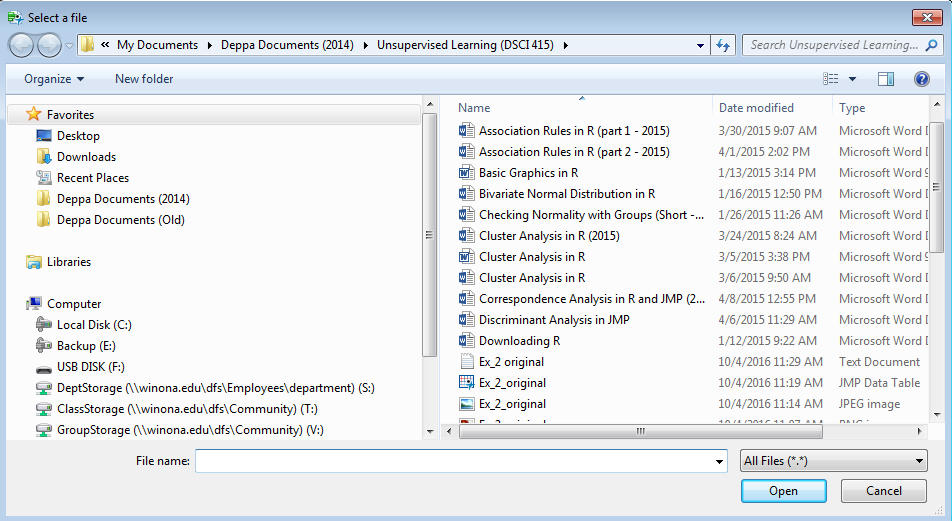 Select a file
« My Documents Deppa Documents (2014) Unsupervised Learning (DSCI 415) Search Unsupervised Learning...
Organize New folder
Favorites
Desktop
Downloads
Recent Places
Deppa Documents (2014)
Deppa Documents (Old)
Libraries
Computer
Local Disk (C:)
Backup (E:)
USB DISK (F:)
DeptStorage (\\winona.edu\dfs\Employees\department) (S:)
ClassStorage (\\winona.edu\dfs\Community) (T:)
GroupStorage (\\winona.edu\dfs\Community) (V:)
Name Date modified Type
Association Rules in R (part 1 - 2015) 3/30/2015 9:07 AM Microsoft Word D
Association Rules in R (part 2 - 2015) 4/1/2015 2:02 PM Microsoft Word D
Basic Graphics in R 1/13/2015 3:14 PM Microsoft Word 9
Bivariate Normal Distribution in R 1/16/2015 12:50 PM Microsoft Word D
Checking Normality with Groups (Short -... 1/26/2015 11:26 AM Microsoft Word D
Cluster Analysis in R (2015) 3/24/2015 8:24 AM Microsoft Word D
Cluster Analysis in R 3/5/2015 3:38 PM Microsoft Word 9
Cluster Analysis in R 3/6/2015 9:50 AM Microsoft Word D
Correspondence Analysis in R and JMP (2... 4/8/2015 12:55 PM Microsoft Word D
Discriminant Analysis in JMP 4/6/2015 11:29 AM Microsoft Word D
Downloading R 1/12/2015 9:22 AM Microsoft Word D
Ex_2 original 10/4/2016 11:29 AM Text Document
Ex_2_original 10/4/2016 11:19 AM JMP Data Table
Ex_2_original 10/4/2016 11:14 AM JPEG image
File name: All Files (*.*)
Open Cancel